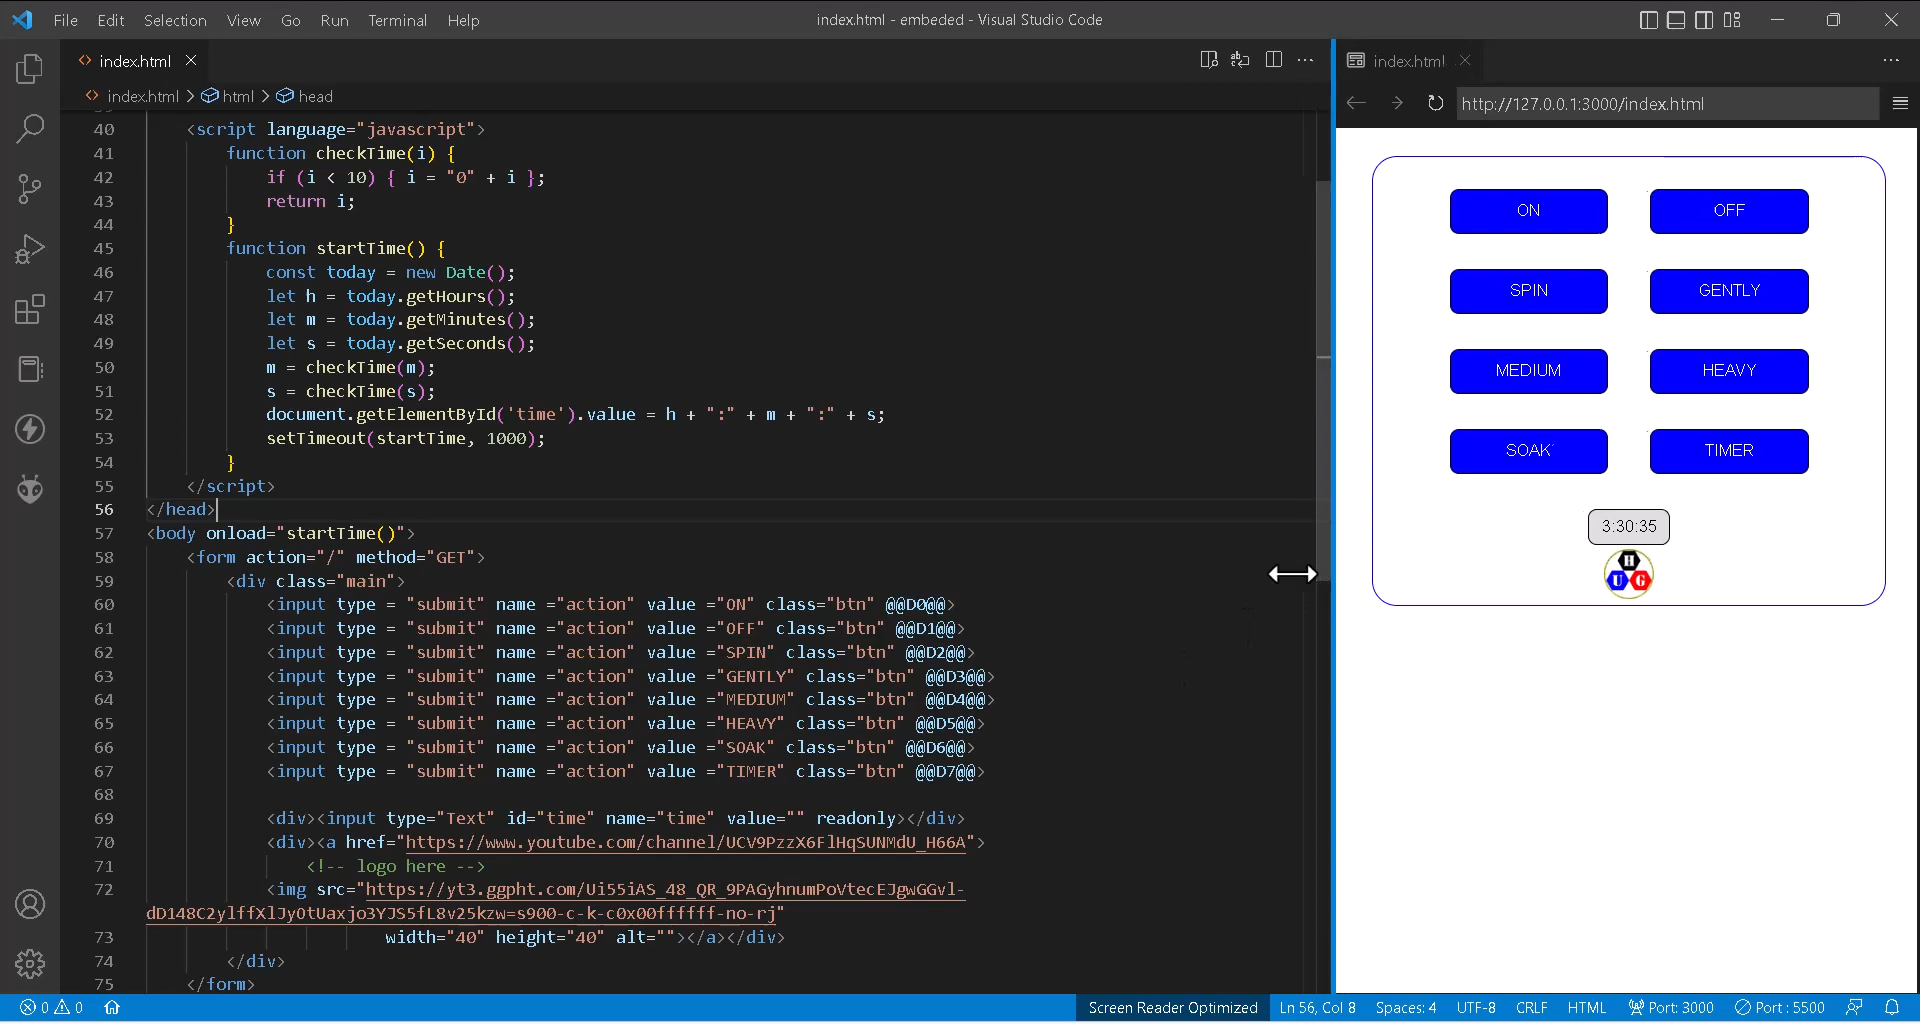 File Edit Selection View Go Run Terminal Help
index.html - embeded - Visual Studio Code
index.html
index.html > html > head
40 <script language="javascript">
41 function checkTime(i) {
42 if (i < 10) { i = "0" + i };
43 return i;
44 }
45 function startTime() {
46 const today = new Date();
47 let h = today.getHours();
48 let m = today.getMinutes();
49 let s = today.getSeconds();
50 m = checkTime(m);
51 s = checkTime(s);
52 document.getElementById('time').value = h + ":" + m + ":" + s;
53 setTimeout(startTime, 1000);
54 }
55 </script>
56 </head>
57 <body onload="startTime()">
58 <form action="/" method="GET">
59 <div class="main">
60 <input type = "submit" name ="action" value ="ON" class="btn" @@D0@@>
61 <input type = "submit" name ="action" value ="OFF" class="btn" @@D1@@>
62 <input type = "submit" name ="action" value ="SPIN" class="btn" @@D2@@>
63 <input type = "submit" name ="action" value ="GENTLY" class="btn" @@D3@@>
64 <input type = "submit" name ="action" value ="MEDIUM" class="btn" @@D4@@>
65 <input type = "submit" name ="action" value ="HEAVY" class="btn" @@D5@@>
66 <input type = "submit" name ="action" value ="SOAK" class="btn" @@D6@@>
67 <input type = "submit" name ="action" value ="TIMER" class="btn" @@D7@@>
68
69 <div><input type="Text" id="time" name="time" value="" readonly></div>
70 <div><a href="https://www.youtube.com/channel/UCV9PzzX6FlHqSUNMdU_H66A">
71 <!-- logo here -->
72 <img src="https://yt3.ggpht.com/Ui55iAS_48_QR_9PAGyhnumPoVtecEJgwGGvl-
dD148C2ylffXlJyOtUaxjo3YJS5fL8v25kzw=s900-c-k-c0x00ffffff-no-rj"
73 width="40" height="40" alt=""></a></div>
74 </div>
75 </form>
index.html
http://127.0.0.1:3000/index.html
ON OFF
SPIN GENTLY
MEDIUM HEAVY
SOAK TIMER
3:30:35
H
U G
0 0
Screen Reader Optimized Ln 56, Col 8 Spaces: 4 UTF-8 CRLF HTML Port: 3000 Port : 5500